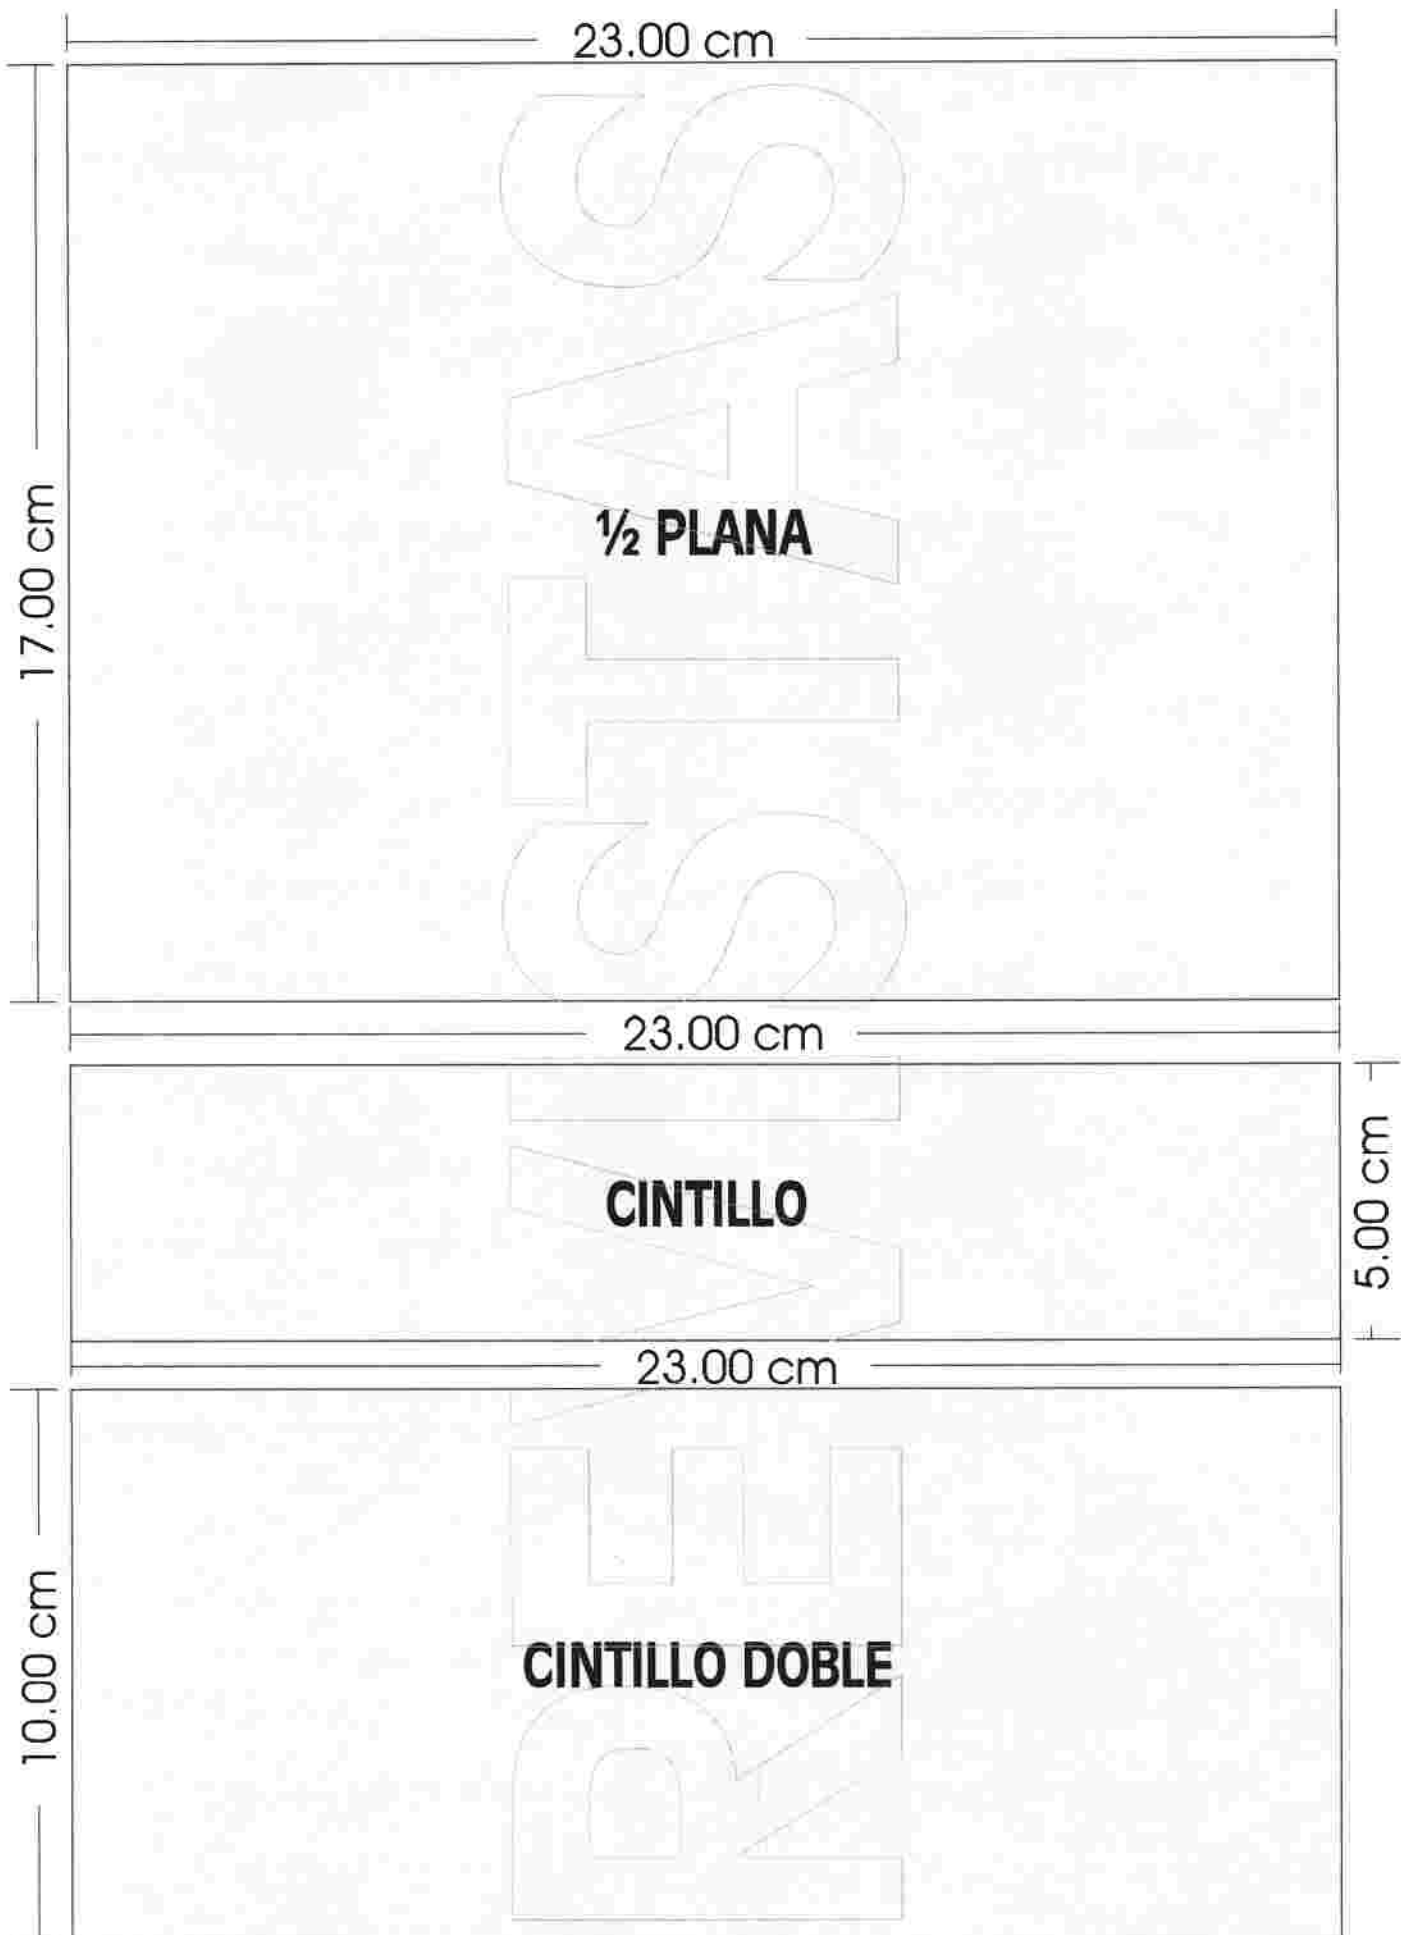 23.00 cm
17.00 cm
½ PLANA
23.00 cm
CINTILLO
5.00 cm
23.00 cm
10.00 cm
CINTILLO DOBLE
REVISTAS